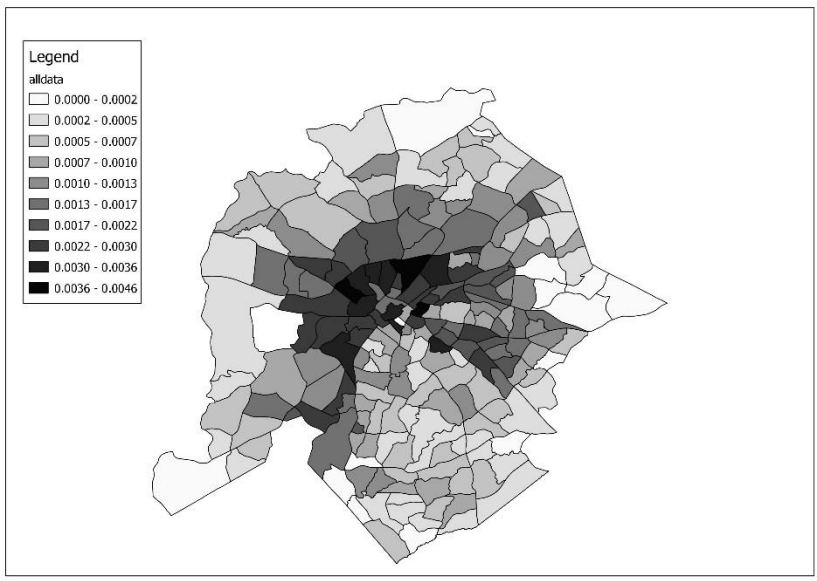 Legend
alldata
0.0000 - 0.0002
0.0002 - 0.0005
0.0005 - 0.0007
0.0007 - 0.0010
0.0010 - 0.0013
0.0013 - 0.0017
0.0017 - 0.0022
0.0022 - 0.0030
0.0030 - 0.0036
0.0036 - 0.0046